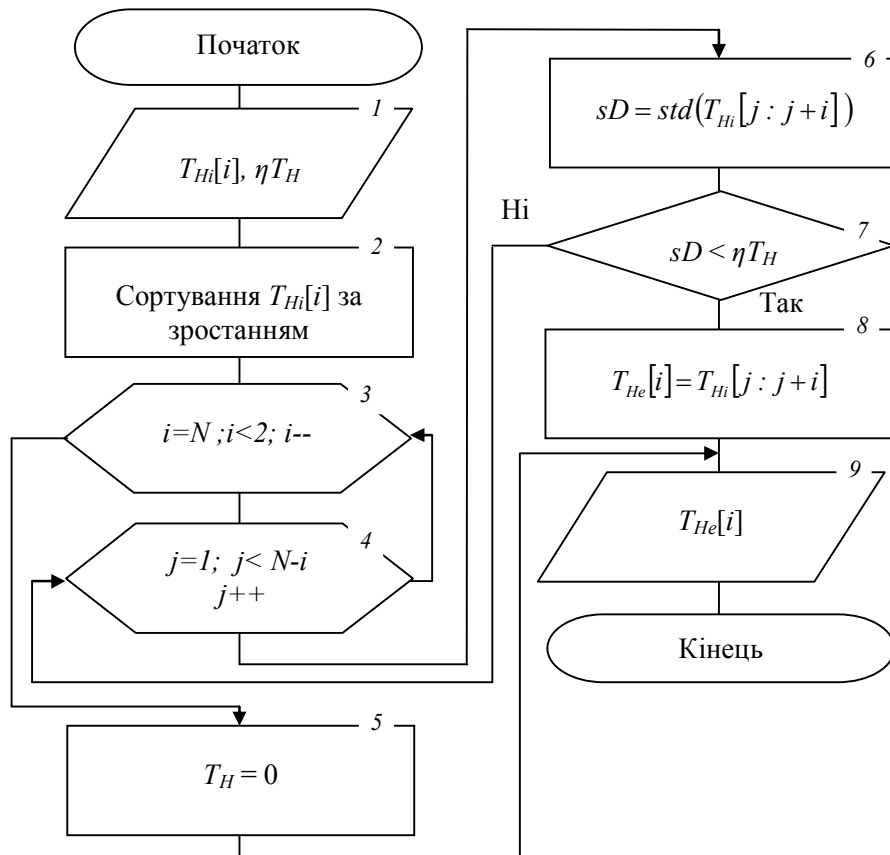 Початок
1
T_Hi[i], ηT_H
2
Сортування T_Hi[i] за
зростанням
3
i=N ;i<2; i--
4
j=1; j< N-i
j++
5
T_H = 0
6
sD = std(T_Hi[j : j+i])
7
Ні
sD < ηT_H
Так
8
T_He[i]=T_Hi[j : j+i]
9
T_He[i]
Кінець